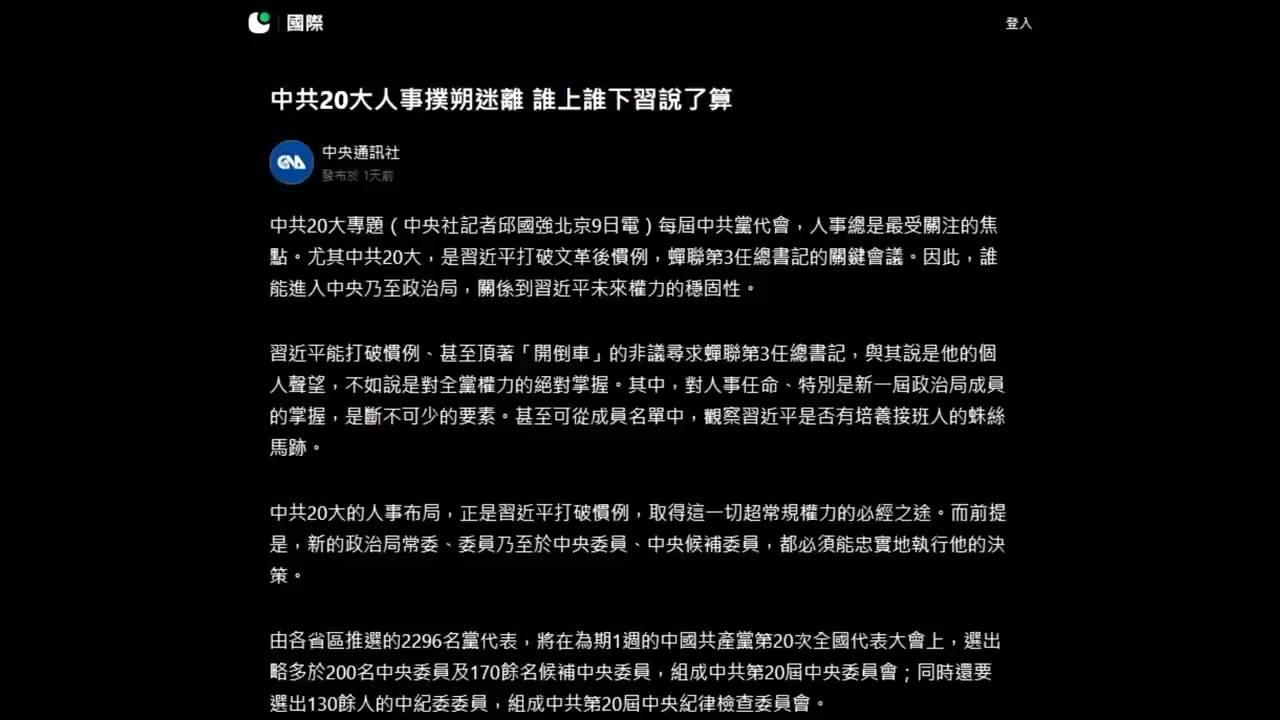 國際
登入
中共20大人事撲朔迷離 誰上誰下習說了算
CNA
中央通訊社
發布於 1天前
中共20大專題（中央社記者邱國強北京9日電）每屆中共黨代會，人事總是最受關注的焦
點。尤其中共20大，是習近平打破文革後慣例，蟬聯第3任總書記的關鍵會議。因此，誰
能進入中央乃至政治局，關係到習近平未來權力的穩固性。
習近平能打破慣例、甚至頂著「開倒車」的非議尋求蟬聯第3任總書記，與其說是他的個
人聲望，不如說是對全黨權力的絕對掌握。其中，對人事任命、特別是新一屆政治局成員
的掌握，是斷不可少的要素。甚至可從成員名單中，觀察習近平是否有培養接班人的蛛絲
馬跡。
中共20大的人事布局，正是習近平打破慣例，取得這一切超常規權力的必經之途。而前提
是，新的政治局常委、委員乃至於中央委員、中央候補委員，都必須能忠實地執行他的決
策。
由各省區推選的2296名黨代表，將在為期1週的中國共產黨第20次全國代表大會上，選出
略多於200名中央委員及170餘名候補中央委員，組成中共第20屆中央委員會；同時還要
選出130餘人的中紀委委員，組成中共第20屆中央紀律檢查委員會。